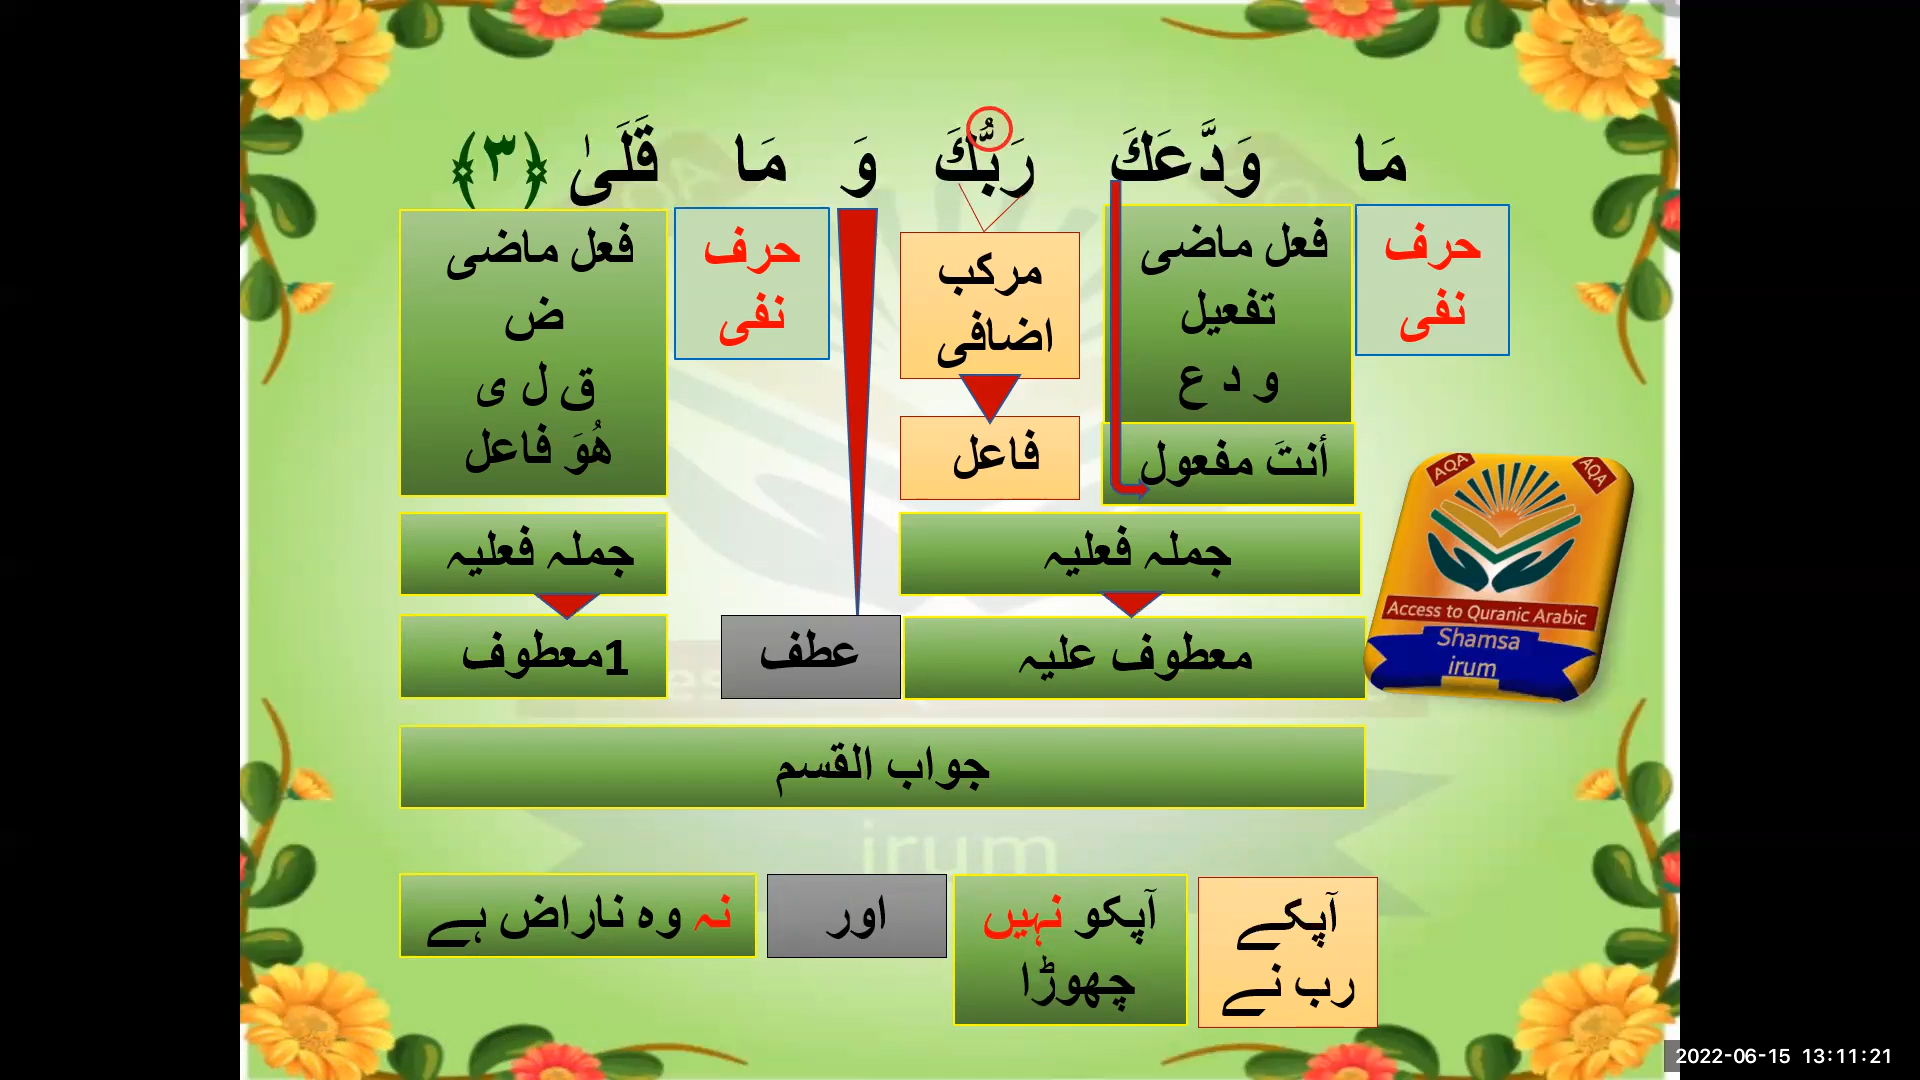 مَا وَدَّعَكَ رَبُّكَ وَ مَا قَلَىٰ ﴿٣﴾
حرف
نفی
فعل ماضی
تفعیل
و د ع
أنتَ مفعول
مرکب
اضافی
فاعل
حرف
نفی
فعل ماضی
ض
ق ل ی
هُوَ فاعل
جملہ فعلیہ
جملہ فعلیہ
معطوف علیہ
عطف
معطوف1
جواب القسم
آپکے
رب نے
آپکو نہیں
چھوڑا
اور
نہ وہ ناراض ہے
AQA
AQA
Access to Quranic Arabic
Shamsa
irum
irum
2022-06-15 13:11:21